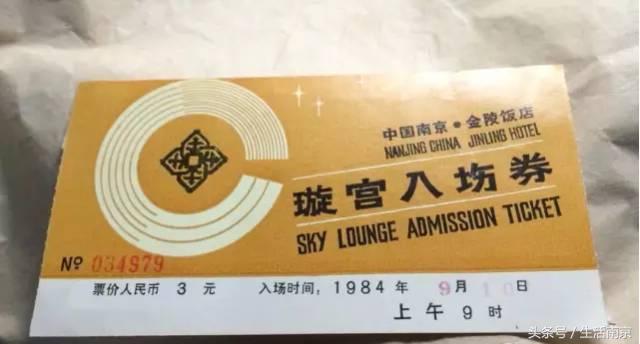 中国南京·金陵饭店
NANJING CHINA JINLING HOTEL
璇宫入场券
SKY LOUNGE ADMISSION TICKET
Nº 034979
票价人民币 3 元 入场时间: 1984 年 9 月 10 日
上午 9 时
头条号 / 生活南京